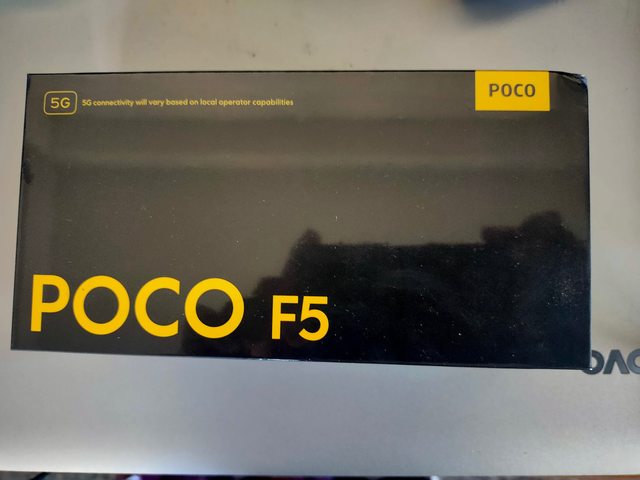 5G 5G connectivity will vary based on local operator capabilities
POCO
POCO F5